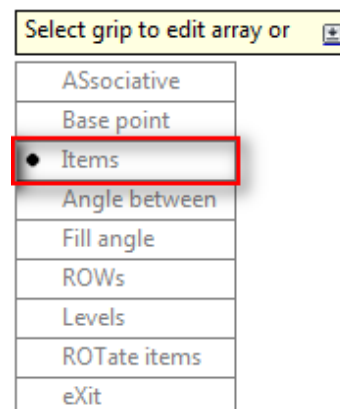 Select grip to edit array or
ASsociative
Base point
Items
Angle between
Fill angle
ROWs
Levels
ROTate items
eXit